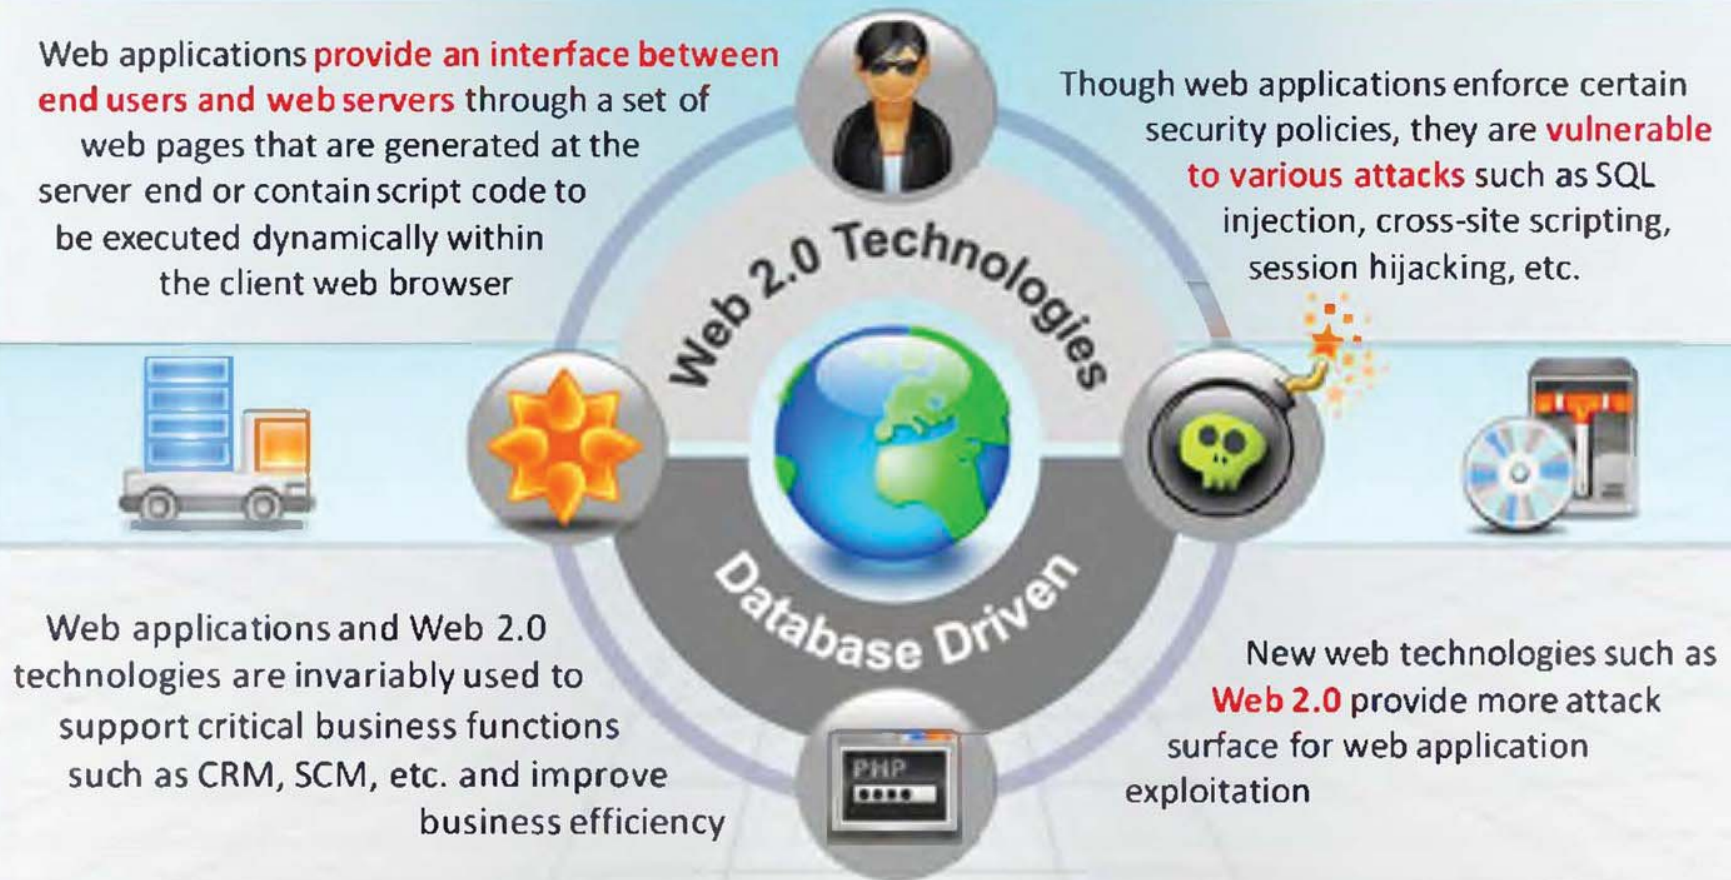 Web applications provide an interface between
end users and web servers through a set of
web pages that are generated at the
server end or contain script code to
be executed dynamically within
the client web browser
Though web applications enforce certain
security policies, they are vulnerable
to various attacks such as SQL
injection, cross-site scripting,
session hijacking, etc.
Web 2.0 Technologies
Database Driven
Web applications and Web 2.0
technologies are invariably used to
support critical business functions
such as CRM, SCM, etc. and improve
business efficiency
PHP
New web technologies such as
Web 2.0 provide more attack
surface for web application
exploitation